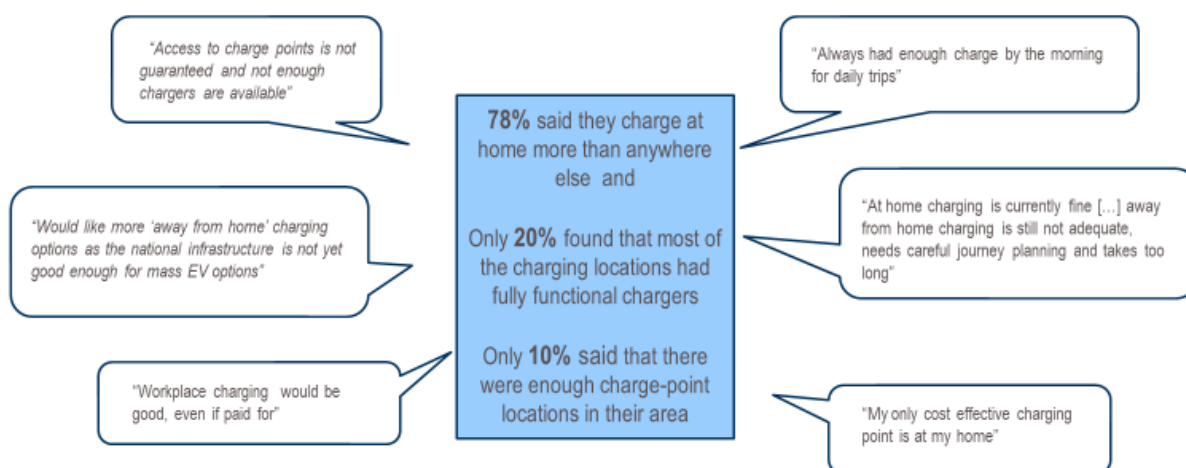 “Access to charge points is not
guaranteed and not enough
chargers are available”
“Always had enough charge by the morning
for daily trips”
78% said they charge at
home more than anywhere
else and
Only 20% found that most of
the charging locations had
fully functional chargers
Only 10% said that there
were enough charge-point
locations in their area
“Would like more ‘away from home’ charging
options as the national infrastructure is not yet
good enough for mass EV options”
“At home charging is currently fine […] away
from home charging is still not adequate,
needs careful journey planning and takes too
long”
“Workplace charging would be
good, even if paid for”
“My only cost effective charging
point is at my home”